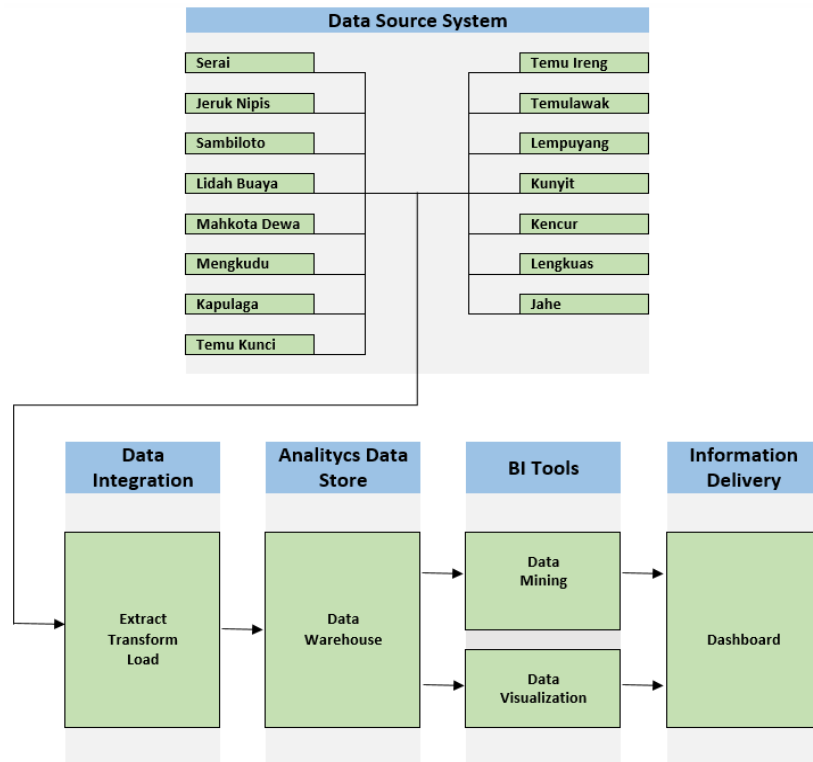 Data Source System
Serai
Jeruk Nipis
Sambiloto
Lidah Buaya
Mahkota Dewa
Mengkudu
Kapulaga
Temu Kunci
Temu Ireng
Temulawak
Lempuyang
Kunyit
Kencur
Lengkuas
Jahe
Data
Integration
Analitycs Data
Store
BI Tools
Information
Delivery
Extract
Transform
Load
Data
Warehouse
Data
Mining
Data
Visualization
Dashboard